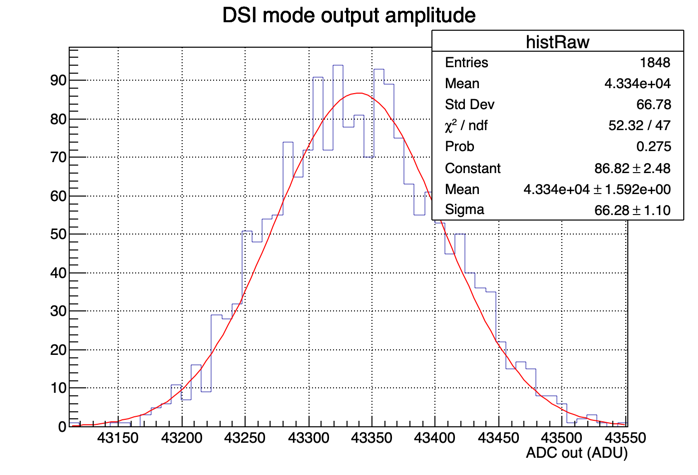 DSI mode output amplitude
histRaw
Entries 1848
Mean 4.334e+04
Std Dev 66.78
χ² / ndf 52.32 / 47
Prob 0.275
Constant 86.82 ± 2.48
Mean 4.334e+04 ± 1.592e+00
Sigma 66.28 ± 1.10
90
80
70
60
50
40
30
20
10
0
43150 43200 43250 43300 43350 43400 43450 43500 43550
ADC out (ADU)